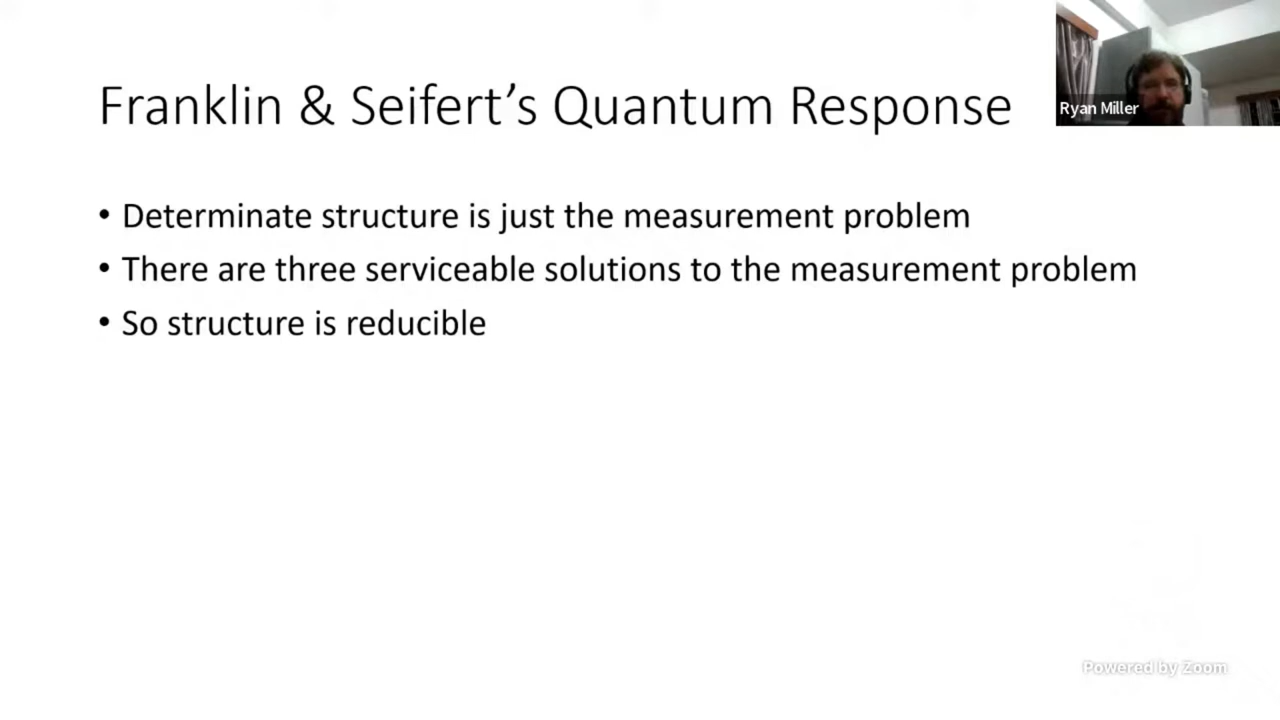 Franklin & Seifert’s Quantum Response
Ryan Miller
• Determinate structure is just the measurement problem
• There are three serviceable solutions to the measurement problem
• So structure is reducible
Powered by Zoom